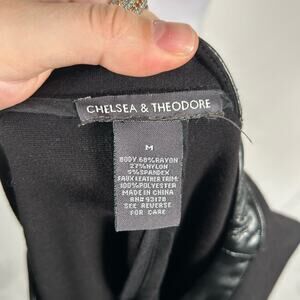 CHELSEA & THEODORE
M
BODY 68%RAYON
27%NYLON
5%SPANDEX
FAUX LEATHER TRIM:
100%POLYESTER
MADE IN CHINA
RN# 93178
SEE REVERSE
FOR CARE